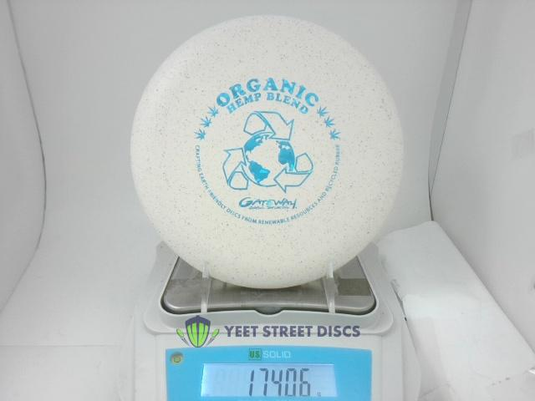 ORGANIC
HEMP BLEND
CRAFTING EARTH FRIENDLY DISCS FROM RENEWABLE RESOURCES AND RECYCLED RUBBER
GATEWAY
YEET STREET DISCS
US SOLID
174.06